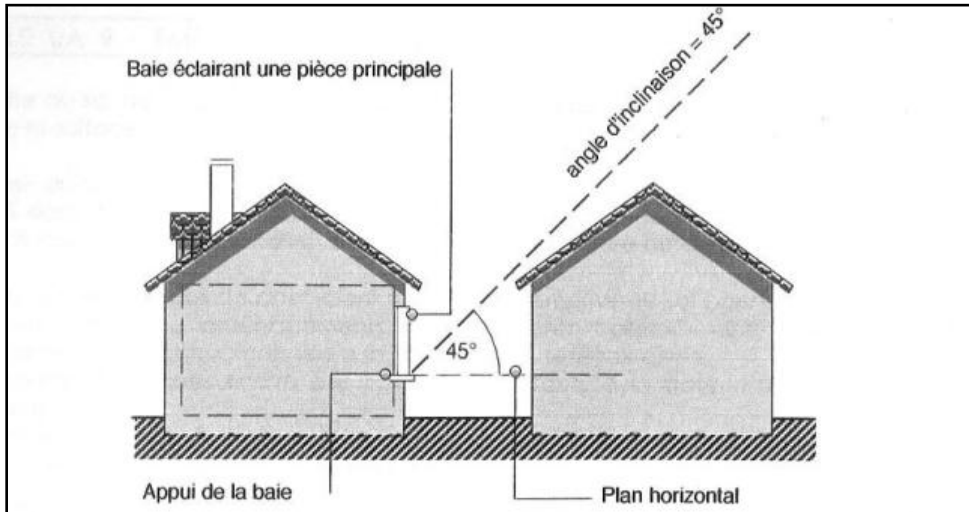 Baie éclairant une pièce principale
angle d'inclinaison = 45°
45°
Appui de la baie
Plan horizontal